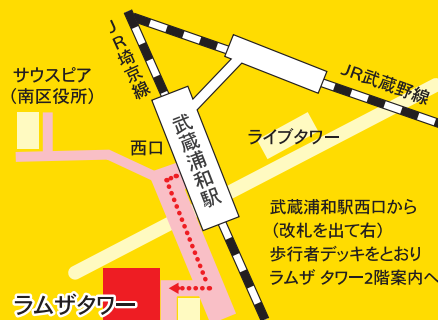 JR埼京線
JR武蔵野線
サウスピア
（南区役所）
西口
武蔵浦和駅
ライブタワー
武蔵浦和駅西口から
（改札を出て右）
歩行者デッキをとおり
ラムザ タワー2階案内へ
ラムザタワー